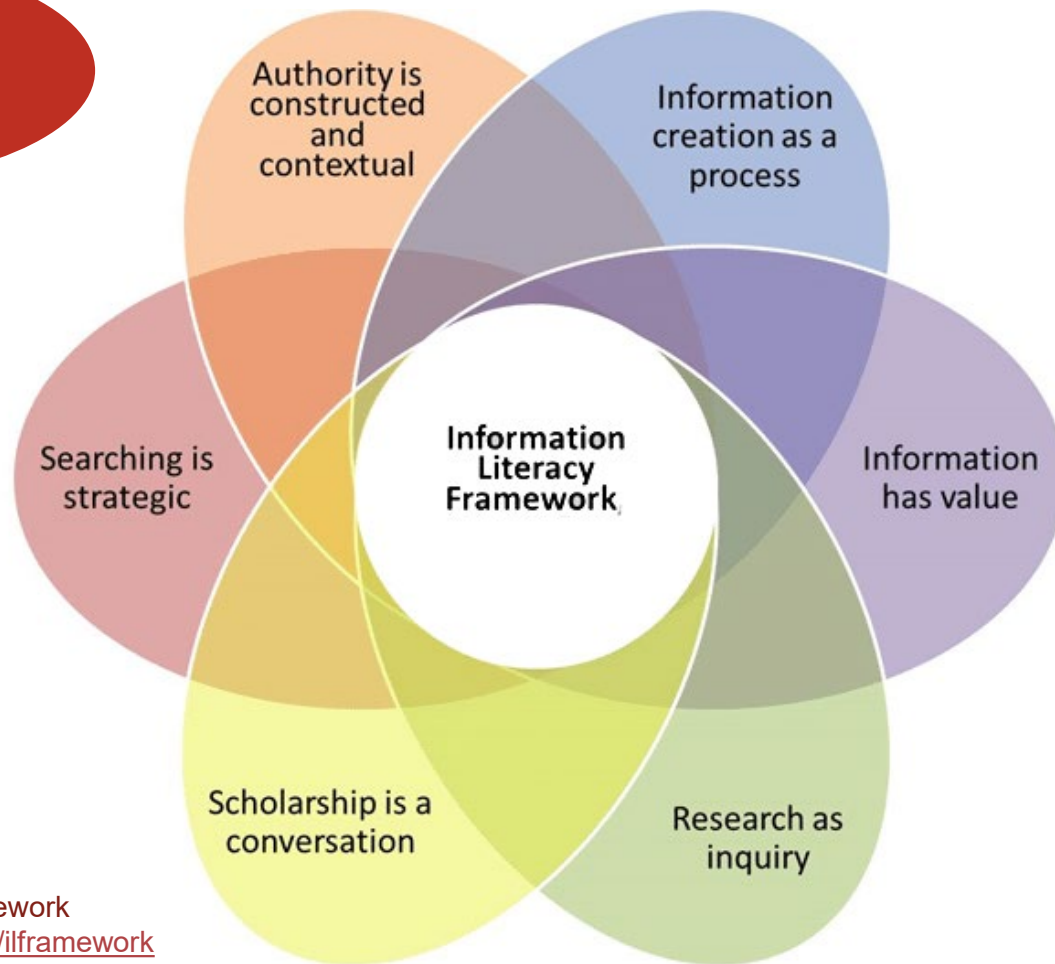 Authority is
constructed
and
contextual
Information
creation as a
process
Searching is
strategic
Information
Literacy
Framework
Information
has value
Scholarship is a
conversation
Research as
inquiry
ework
/ilframework